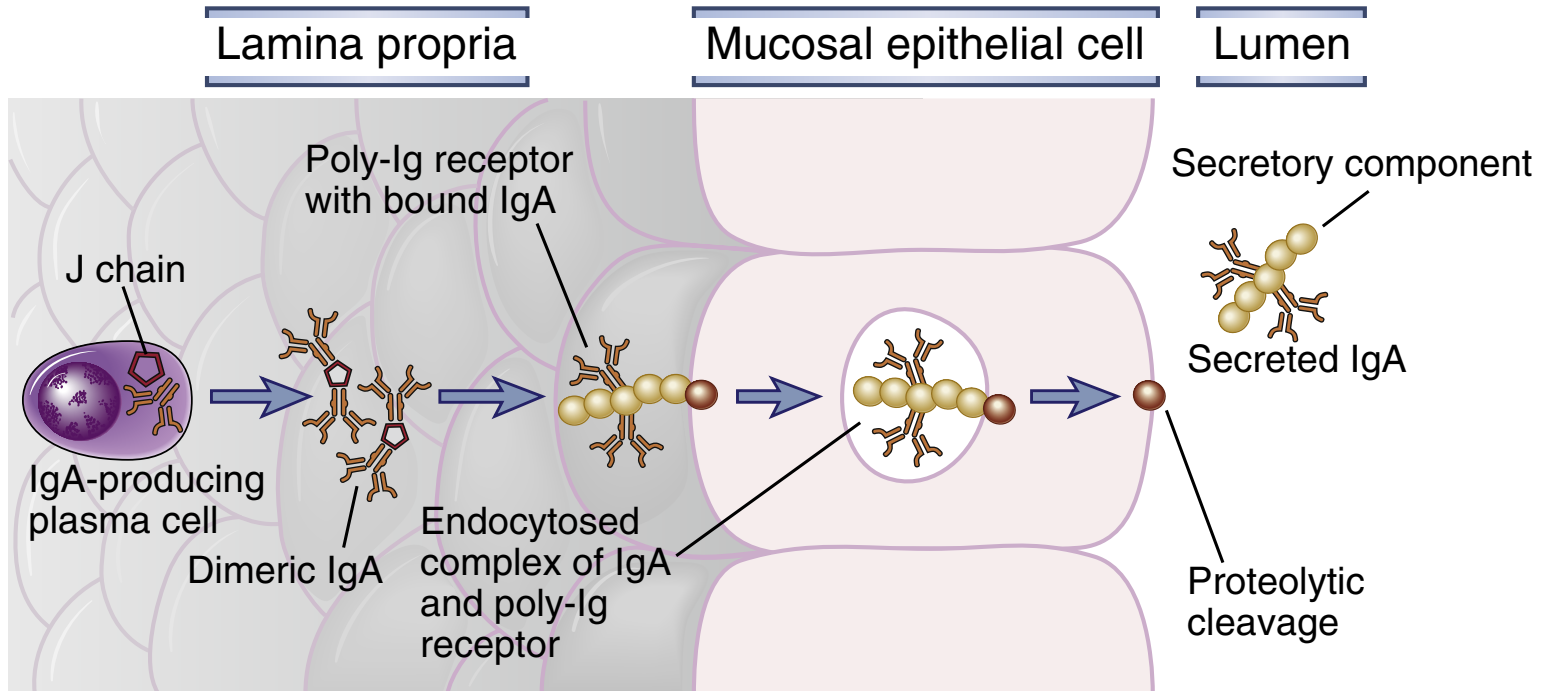 Lamina propria
Mucosal epithelial cell
Lumen
Poly-Ig receptor
with bound IgA
Secretory component
J chain
Secreted IgA
IgA-producing
plasma cell
Dimeric IgA
Endocytosed
complex of IgA
and poly-Ig
receptor
Proteolytic
cleavage